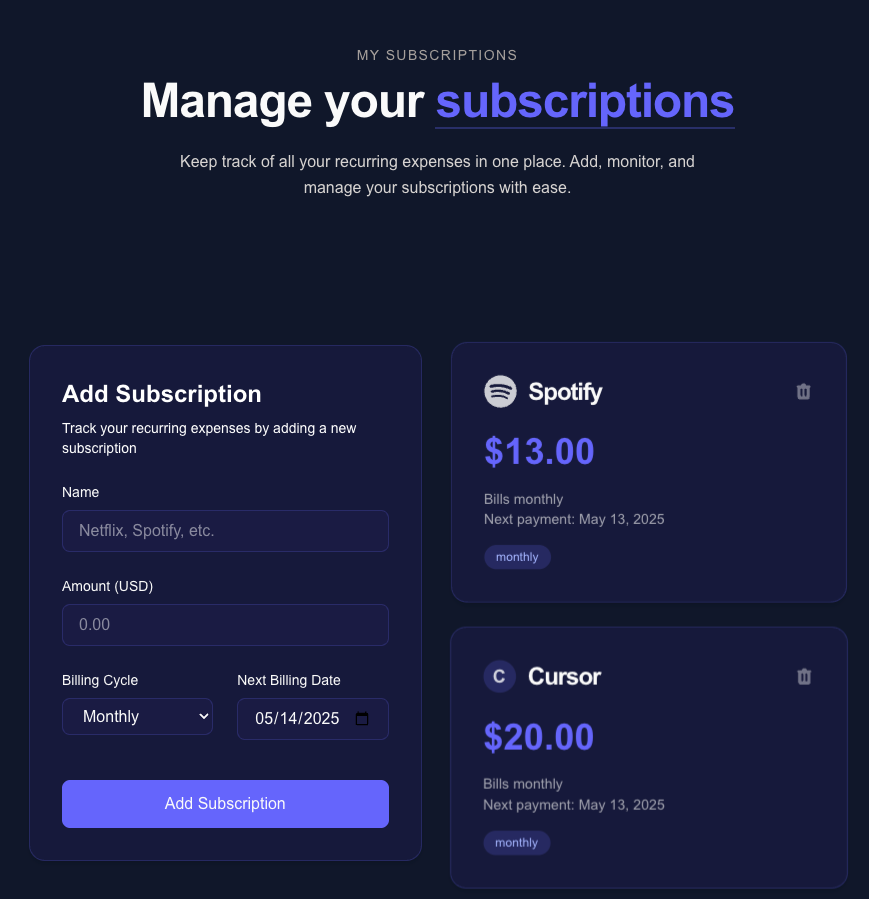 MY SUBSCRIPTIONS
Manage your subscriptions
Keep track of all your recurring expenses in one place. Add, monitor, and
manage your subscriptions with ease.
Add Subscription
Track your recurring expenses by adding a new
subscription
Name
Netflix, Spotify, etc.
Amount (USD)
0.00
Billing Cycle
Next Billing Date
Monthly
05/14/2025
Add Subscription
Spotify
$13.00
Bills monthly
Next payment: May 13, 2025
monthly
C Cursor
$20.00
Bills monthly
Next payment: May 13, 2025
monthly